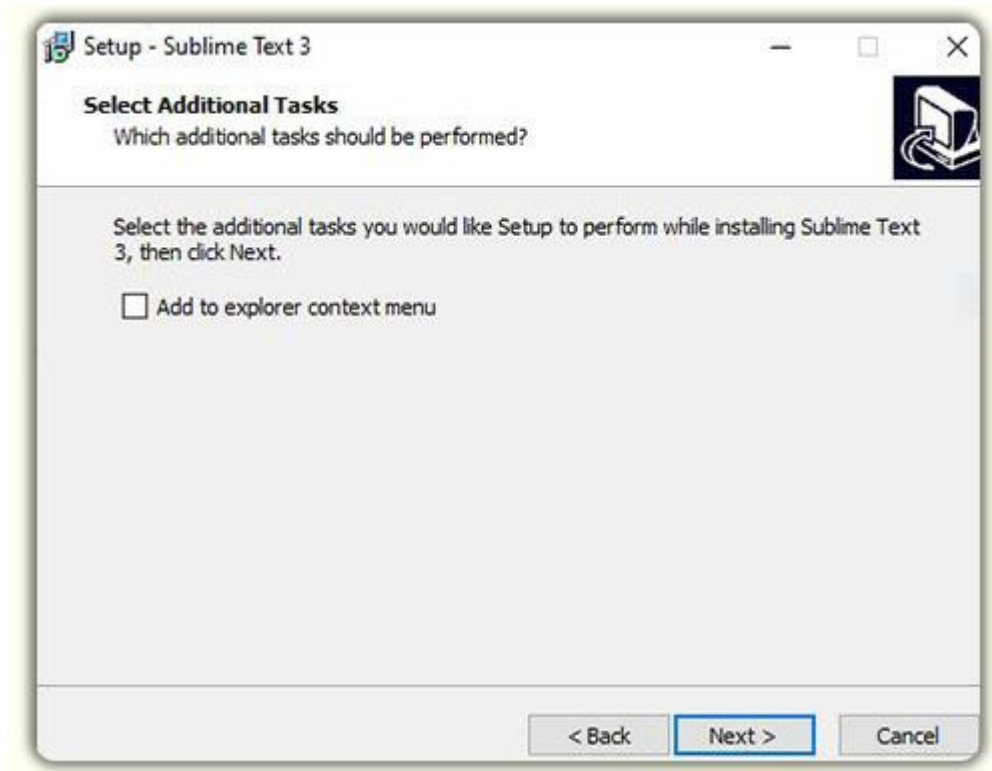 Setup - Sublime Text 3
Select Additional Tasks
Which additional tasks should be performed?
Select the additional tasks you would like Setup to perform while installing Sublime Text
3, then click Next.
Add to explorer context menu
< Back Next > Cancel